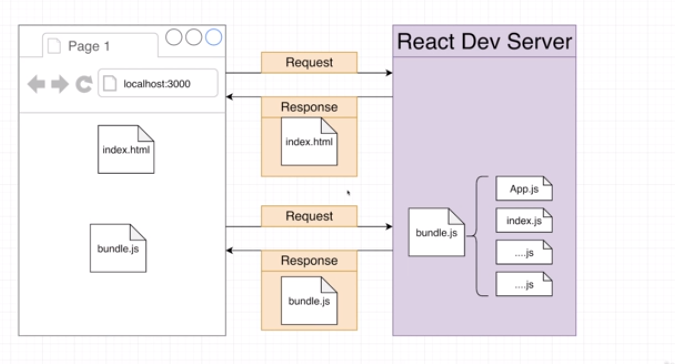 Page 1
localhost:3000
index.html
bundle.js
Request
Response
index.html
Request
Response
bundle.js
React Dev Server
bundle.js
App.js
index.js
....js
....js